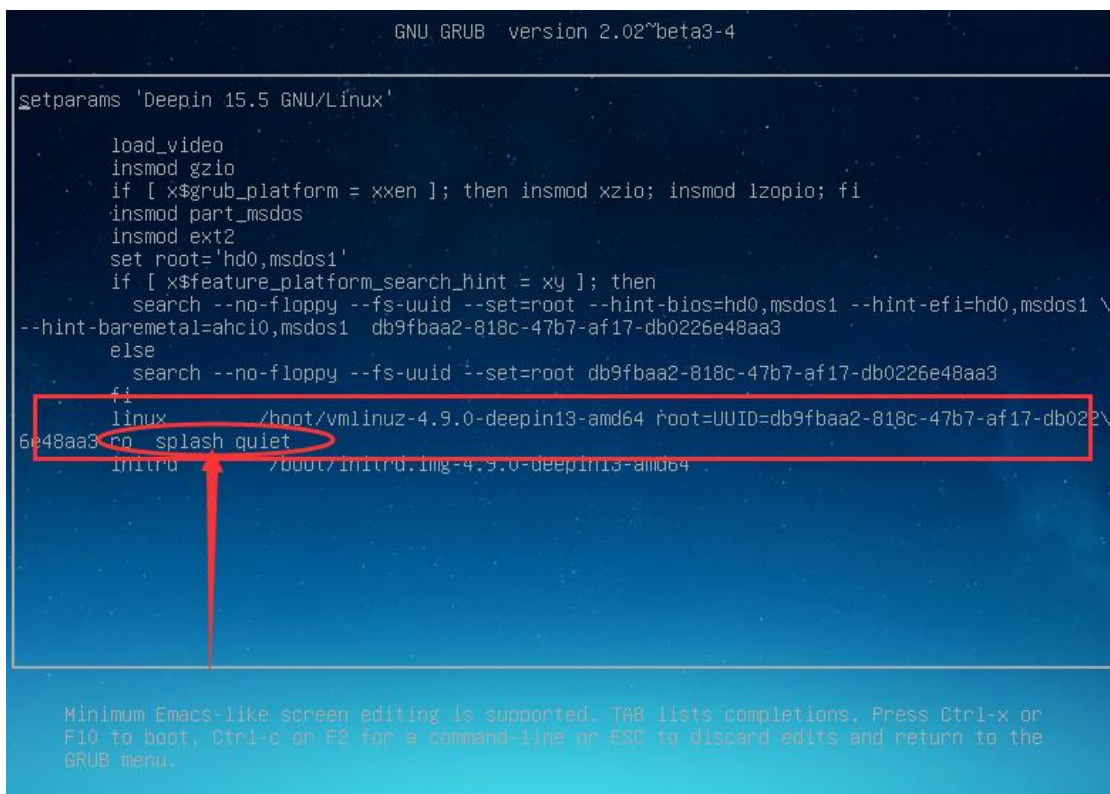 GNU GRUB  version 2.02~beta3-4
setparams 'Deepin 15.5 GNU/Linux'
load_video
insmod gzio
if [ x$grub_platform = xxen ]; then insmod xzio; insmod lzopio; fi
insmod part_msdos
insmod ext2
set root='hd0,msdos1'
if [ x$feature_platform_search_hint = xy ]; then
search --no-floppy --fs-uuid --set=root --hint-bios=hd0,msdos1 --hint-efi=hd0,msdos1 \
--hint-baremetal=ahci0,msdos1  db9fbaa2-818c-47b7-af17-db0226e48aa3
else
search --no-floppy --fs-uuid --set=root db9fbaa2-818c-47b7-af17-db0226e48aa3
fi
linux        /boot/vmlinuz-4.9.0-deepin13-amd64 root=UUID=db9fbaa2-818c-47b7-af17-db022\
6e48aa3 ro  splash quiet
initrd        /boot/initrd.img-4.9.0-deepin13-amd64
Minimum Emacs-like screen editing is supported. TAB lists completions. Press Ctrl-x or
F10 to boot, Ctrl-c or F2 for a command-line or ESC to discard edits and return to the
GRUB menu.